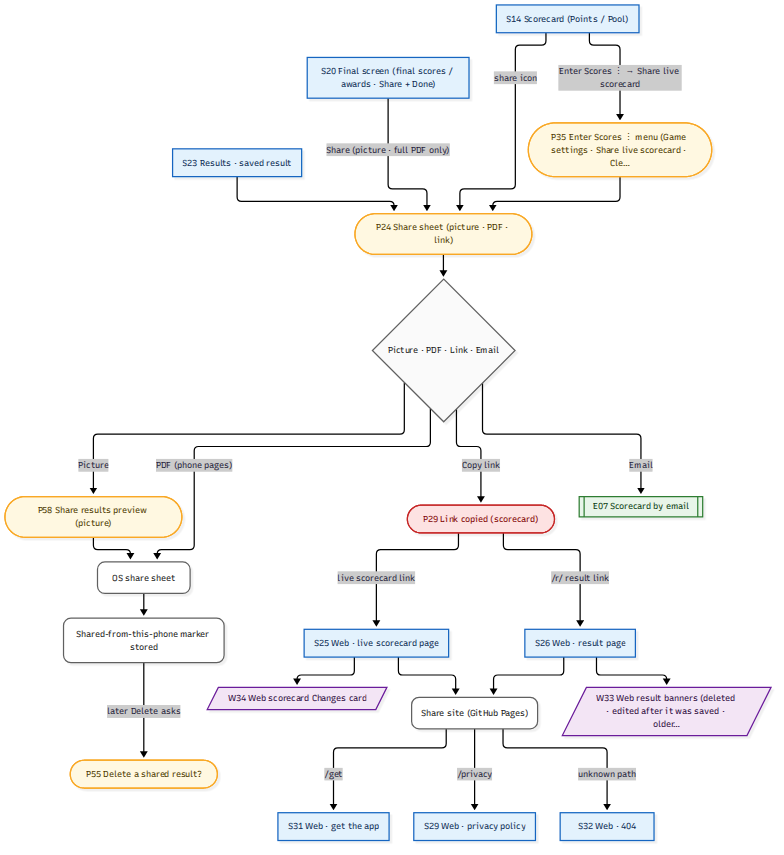 S14 Scorecard (Points / Pool)
S20 Final screen (final scores /
awards · Share + Done)
share icon
Enter Scores ⋮ → Share live
scorecard
P35 Enter Scores ⋮ menu (Game
settings · Share live scorecard ·
Cle...
Share (picture · full PDF only)
S23 Results · saved result
P24 Share sheet (picture · PDF ·
link)
Picture · PDF · Link · Email
Picture
PDF (phone pages)
Copy link
Email
P58 Share results preview
(picture)
P29 Link copied (scorecard)
E07 Scorecard by email
OS share sheet
live scorecard link
/r/ result link
Shared-from-this-phone marker
stored
S25 Web · live scorecard page
S26 Web · result page
W34 Web scorecard Changes card
W33 Web result banners (deleted
· edited after it was saved ·
older...
later Delete asks
Share site (GitHub Pages)
P55 Delete a shared result?
/get
/privacy
unknown path
S31 Web · get the app
S29 Web · privacy policy
S32 Web · 404